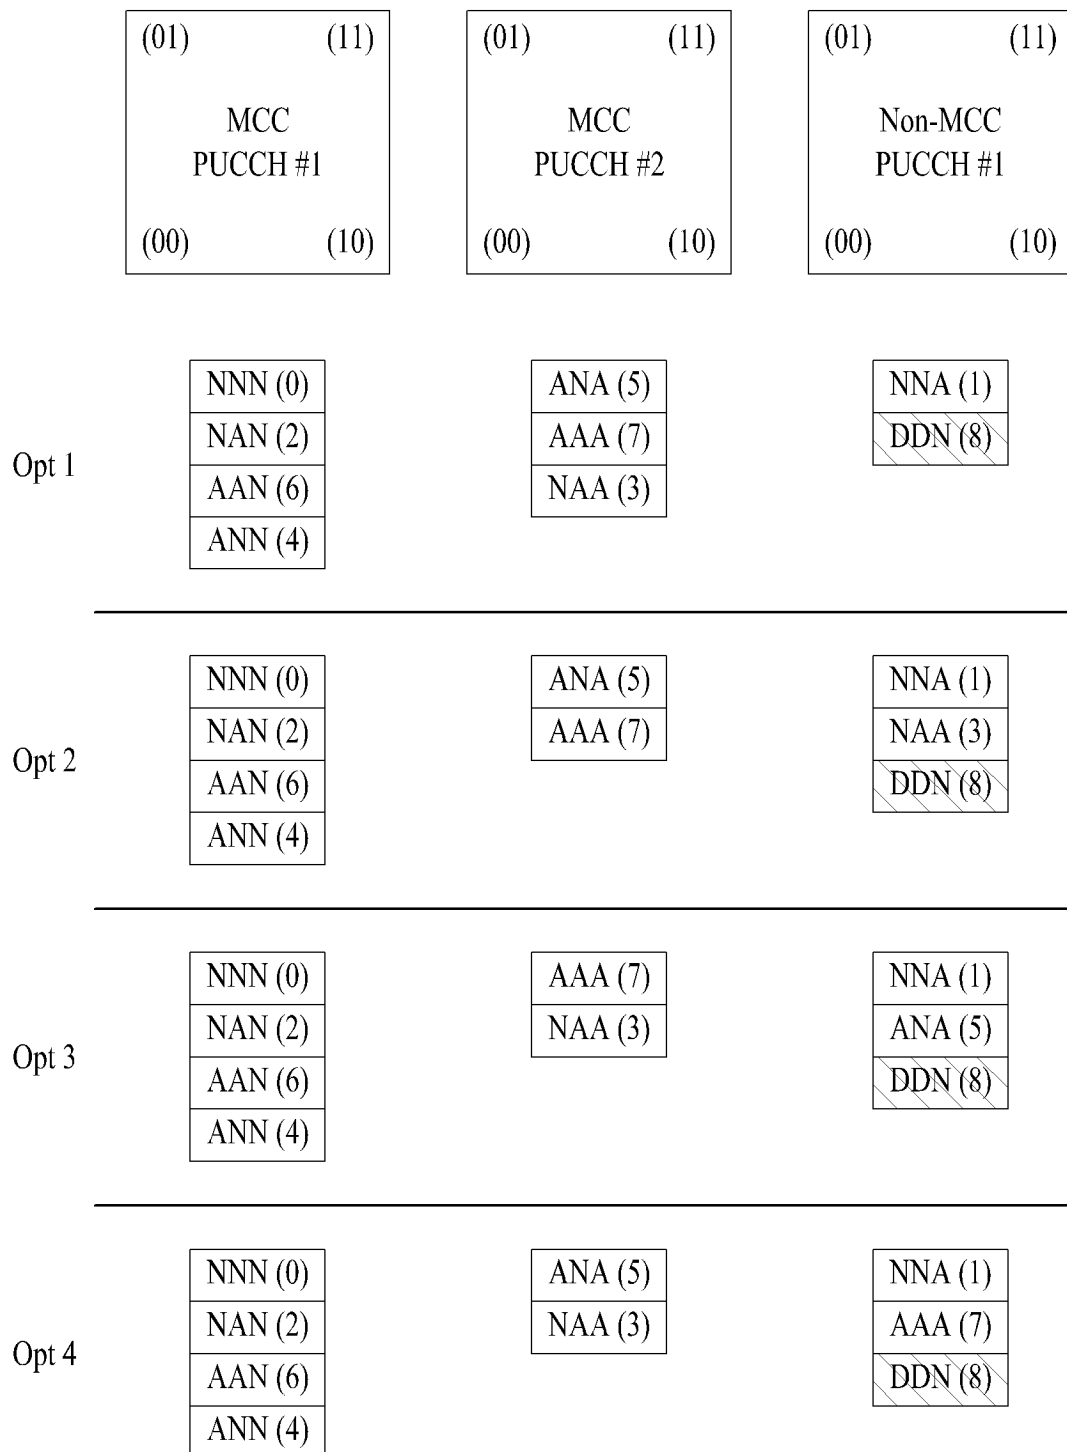 (01) (11) (01) (11) (01) (11)
MCC MCC Non-MCC
PUCCH #1 PUCCH #2 PUCCH #1
(00) (10) (00) (10) (00) (10)
Opt 1
NNN (0) ANA (5) NNA (1)
NAN (2) AAA (7) DDN (8)
AAN (6) NAA (3)
ANN (4)
Opt 2
NNN (0) ANA (5) NNA (1)
NAN (2) AAA (7) NAA (3)
AAN (6) DDN (8)
ANN (4)
Opt 3
NNN (0) AAA (7) NNA (1)
NAN (2) NAA (3) ANA (5)
AAN (6) DDN (8)
ANN (4)
Opt 4
NNN (0) ANA (5) NNA (1)
NAN (2) NAA (3) AAA (7)
AAN (6) DDN (8)
ANN (4)